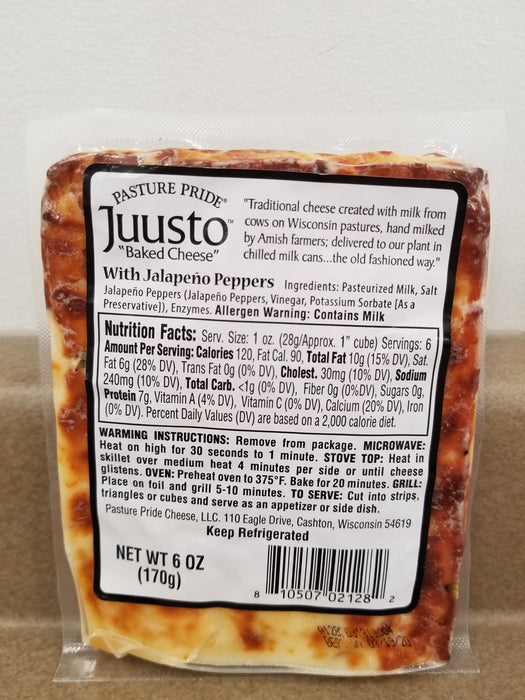 PASTURE PRIDE®
Juusto™
"Baked Cheese"
"Traditional cheese created with milk from
cows on Wisconsin pastures, hand milked
by Amish farmers; delivered to our plant in
chilled milk cans...the old fashioned way."
With Jalapeño Peppers Ingredients: Pasteurized Milk, Salt
Jalapeño Peppers (Jalapeño Peppers, Vinegar, Potassium Sorbate [As a
Preservative]), Enzymes. Allergen Warning: Contains Milk
Nutrition Facts: Serv. Size: 1 oz. (28g/Approx. 1" cube) Servings: 6
Amount Per Serving: Calories 120, Fat Cal. 90, Total Fat 10g (15% DV), Sat.
Fat 6g (28% DV), Trans Fat 0g (0% DV), Cholest. 30mg (10% DV), Sodium
240mg (10% DV), Total Carb. <1g (0% DV), Fiber 0g (0%DV), Sugars 0g,
Protein 7g, Vitamin A (4% DV), Vitamin C (0% DV), Calcium (20% DV), Iron
(0% DV). Percent Daily Values (DV) are based on a 2,000 calorie diet.
WARMING INSTRUCTIONS: Remove from package. MICROWAVE:
Heat on high for 30 seconds to 1 minute. STOVE TOP: Heat in
skillet over medium heat 4 minutes per side or until cheese
glistens. OVEN: Preheat oven to 375°F. Bake for 20 minutes. GRILL:
Place on foil and grill 5-10 minutes. TO SERVE: Cut into strips,
triangles or cubes and serve as an appetizer or side dish.
Pasture Pride Cheese, LLC. 110 Eagle Drive, Cashton, Wisconsin 54619
Keep Refrigerated
NET WT 6 OZ
(170g)
8 10507 02128 2